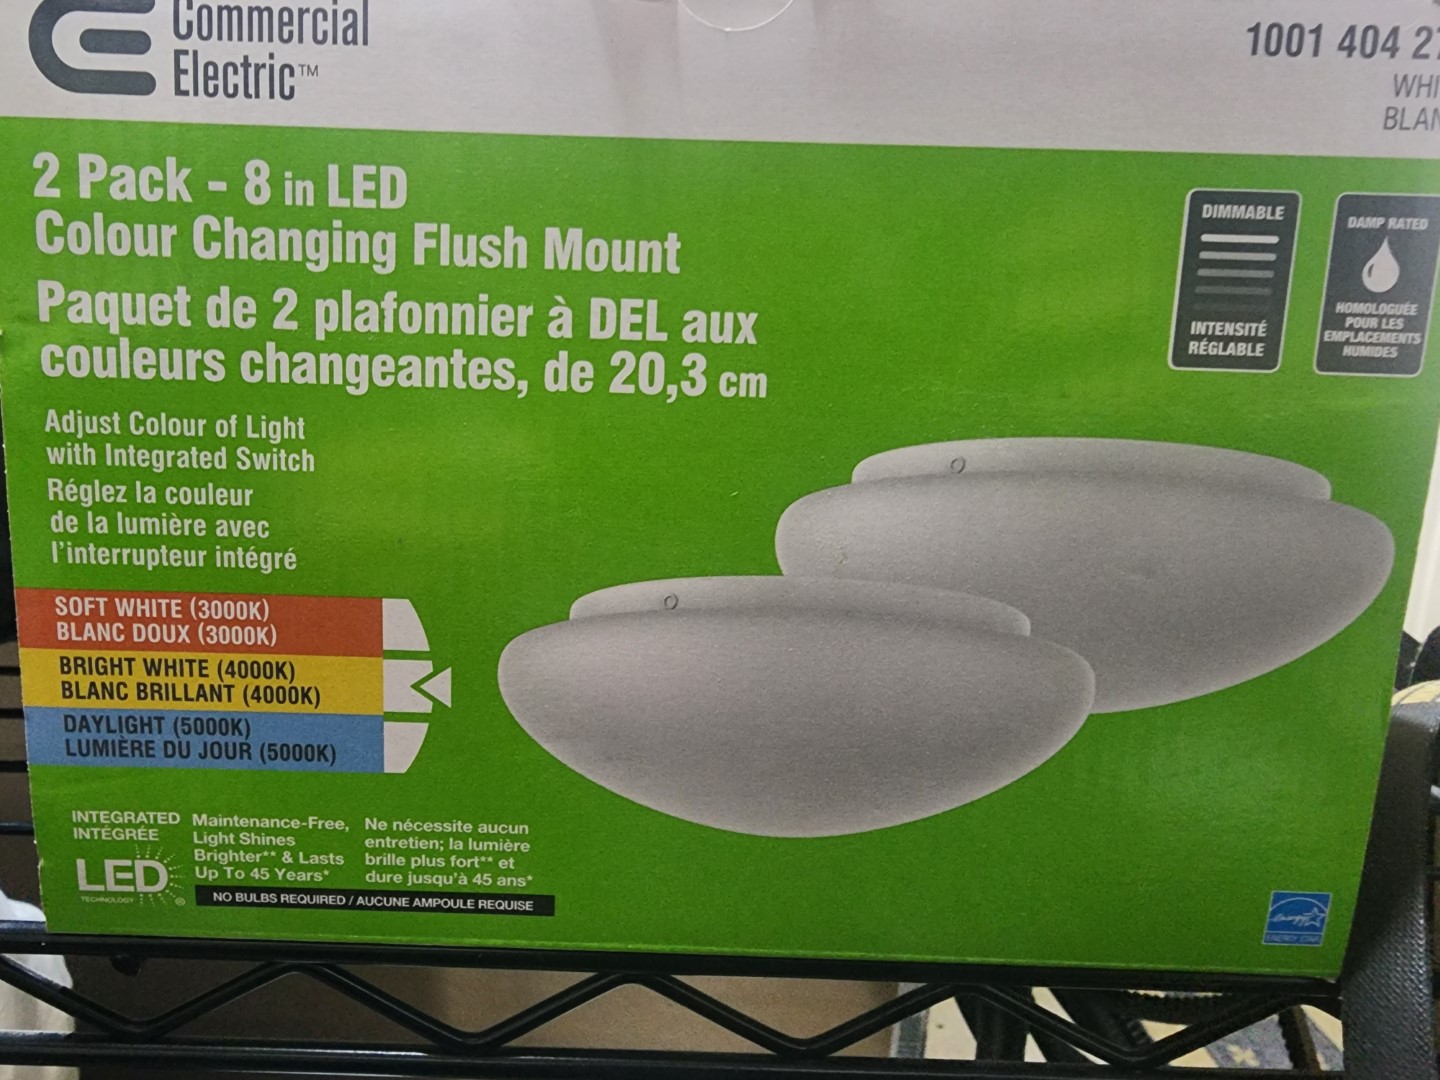 Commercial
Electric™
1001 404 27
WHI
BLAN
2 Pack - 8 in LED
Colour Changing Flush Mount
Paquet de 2 plafonnier à DEL aux
couleurs changeantes, de 20,3 cm
DIMMABLE
INTENSITÉ
RÉGLABLE
DAMP RATED
HOMOLOGUÉE
POUR LES
EMPLACEMENTS
HUMIDES
Adjust Colour of Light
with Integrated Switch
Réglez la couleur
de la lumière avec
l'interrupteur intégré
SOFT WHITE (3000K)
BLANC DOUX (3000K)
BRIGHT WHITE (4000K)
BLANC BRILLANT (4000K)
DAYLIGHT (5000K)
LUMIÈRE DU JOUR (5000K)
INTEGRATED
INTÉGRÉE
LED
TECHNOLOGY
Maintenance-Free,
Light Shines
Brighter** & Lasts
Up To 45 Years*
Ne nécessite aucun
entretien; la lumière
brille plus fort** et
dure jusqu'à 45 ans*
NO BULBS REQUIRED / AUCUNE AMPOULE REQUISE
energy
ENERGY STAR